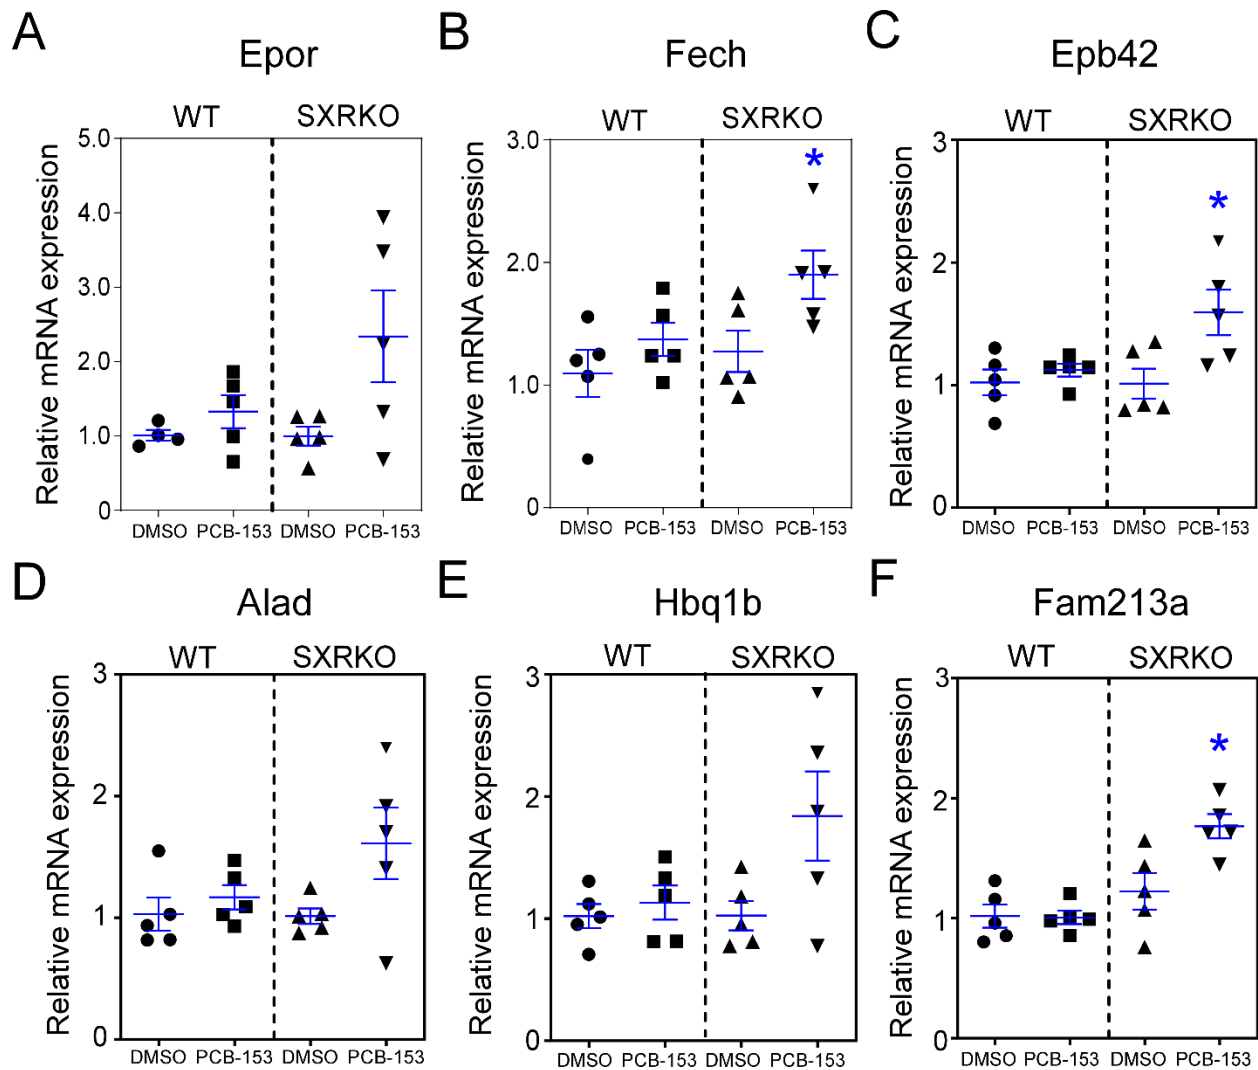 A
Epor
WT SXRKO
Relative mRNA expression
5.0
4.0
3.0
2.0
1.0
0
DMSO PCB-153 DMSO PCB-153
B
Fech
WT SXRKO
Relative mRNA expression
3.0
2.0
1.0
0
*
DMSO PCB-153 DMSO PCB-153
C
Epb42
WT SXRKO
Relative mRNA expression
3
2
1
0
*
DMSO PCB-153 DMSO PCB-153
D
Alad
WT SXRKO
Relative mRNA expression
3
2
1
0
DMSO PCB-153 DMSO PCB-153
E
Hbq1b
WT SXRKO
Relative mRNA expression
3
2
1
0
DMSO PCB-153 DMSO PCB-153
F
Fam213a
WT SXRKO
Relative mRNA expression
3
2
1
0
*
DMSO PCB-153 DMSO PCB-153